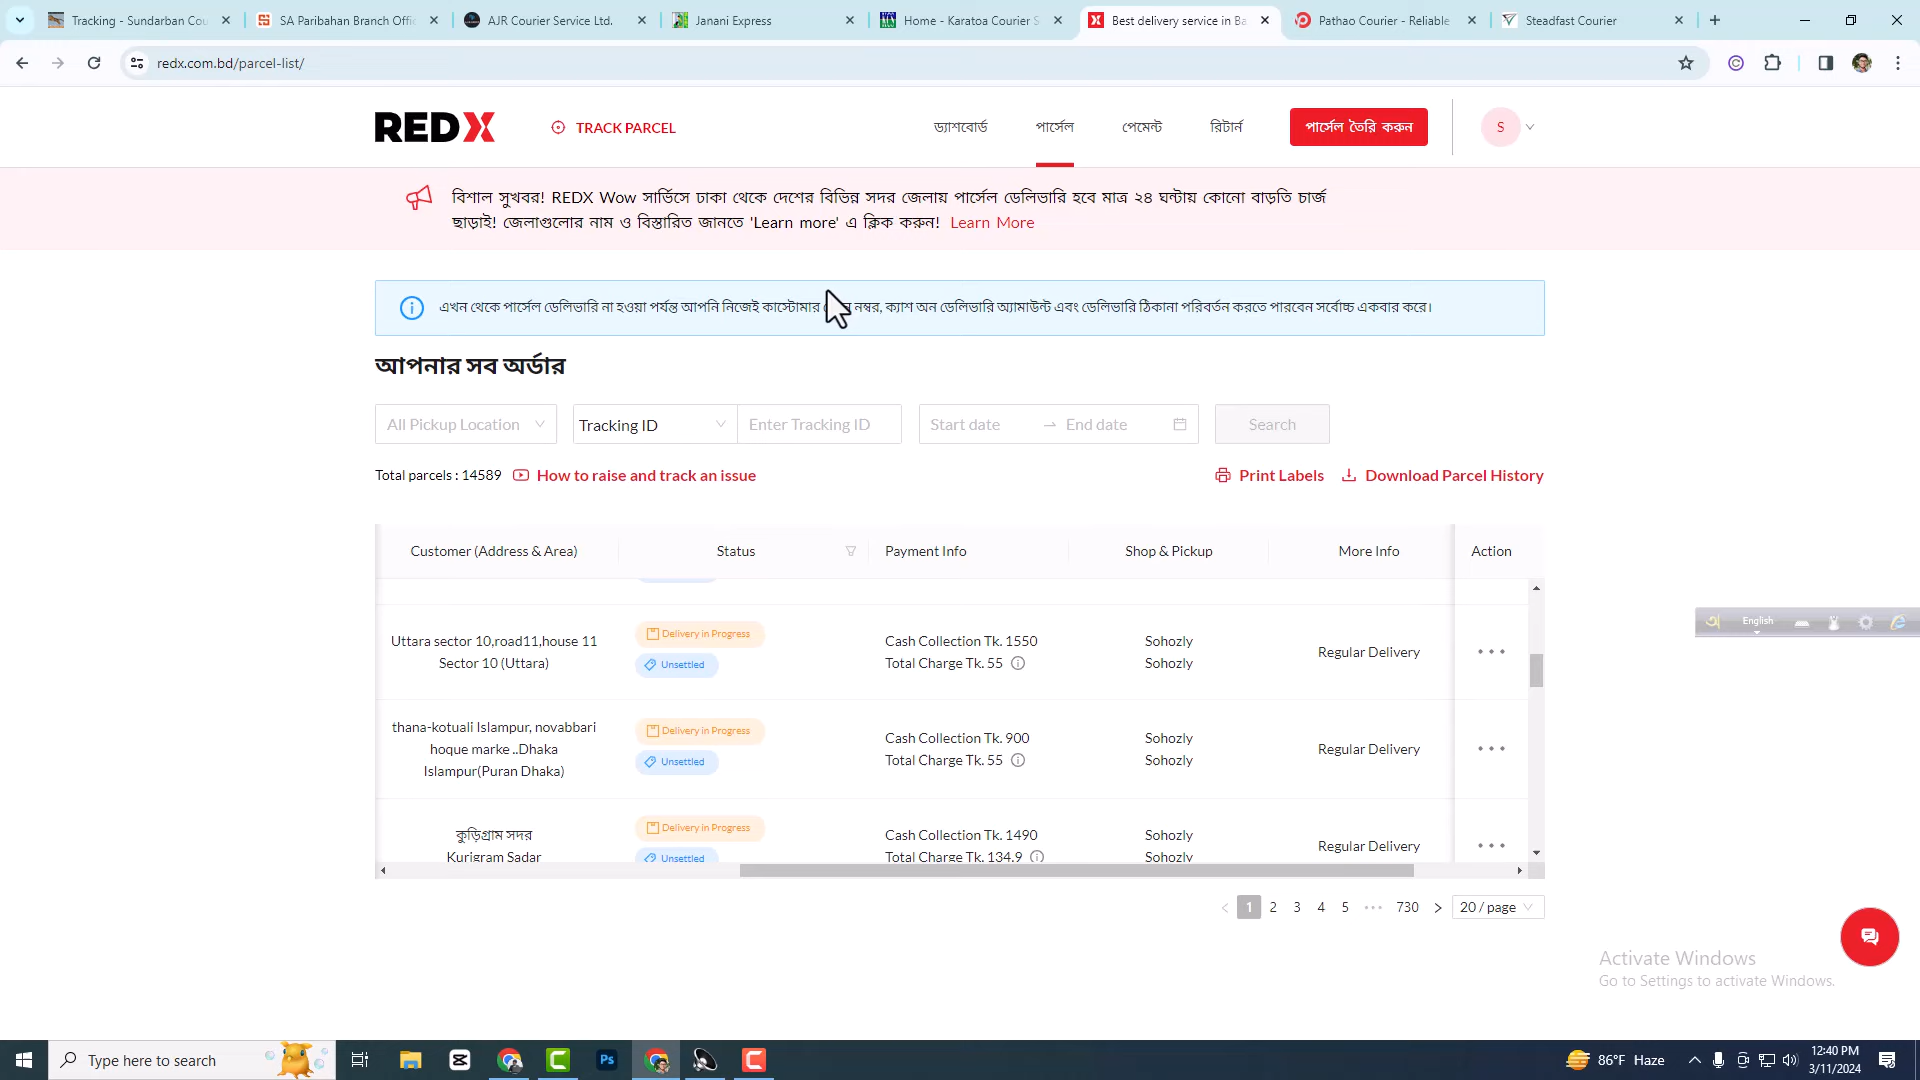 Tracking - Sundarban Cou
SA Paribahan Branch Offi
AJR Courier Service Ltd.
Janani Express
Home - Karatoa Courier S
Best delivery service in Ba
Pathao Courier - Reliable
Steadfast Courier
redx.com.bd/parcel-list/
REDX
TRACK PARCEL
ড্যাশবোর্ড
পার্সেল
পেমেন্ট
রিটার্ন
পার্সেল তৈরি করুন
S
বিশাল সুখবর! REDX Wow সার্ভিসে ঢাকা থেকে দেশের বিভিন্ন সদর জেলায় পার্সেল ডেলিভারি হবে মাত্র ২৪ ঘন্টায় কোনো বাড়তি চার্জ
ছাড়াই! জেলাগুলোর নাম ও বিস্তারিত জানতে 'Learn more' এ ক্লিক করুন! Learn More
এখন থেকে পার্সেল ডেলিভারি না হওয়া পর্যন্ত আপনি নিজেই কাস্টোমার নম্বর, ক্যাশ অন ডেলিভারি অ্যামাউন্ট এবং ডেলিভারি ঠিকানা পরিবর্তন করতে পারবেন সর্বোচ্চ একবার করে।
আপনার সব অর্ডার
All Pickup Location
Tracking ID
Enter Tracking ID
Start date
End date
Search
Total parcels : 14589
How to raise and track an issue
Print Labels
Download Parcel History
Customer (Address & Area)
Status
Payment Info
Shop & Pickup
More Info
Action
Uttara sector 10,road11,house 11
Sector 10 (Uttara)
Delivery in Progress
Unsettled
Cash Collection Tk. 1550
Total Charge Tk. 55
Sohozly
Sohozly
Regular Delivery
thana-kotuali Islampur, novabbari
hoque marke ..Dhaka
Islampur(Puran Dhaka)
Delivery in Progress
Unsettled
Cash Collection Tk. 900
Total Charge Tk. 55
Sohozly
Sohozly
Regular Delivery
কুড়িগ্রাম সদর
Kurigram Sadar
Delivery in Progress
Unsettled
Cash Collection Tk. 1490
Total Charge Tk. 134.9
Sohozly
Sohozly
Regular Delivery
English
1 2 3 4 5 ••• 730
20 / page
Activate Windows
Go to Settings to activate Windows.
Type here to search
Ps
86°F Haze
12:40 PM
3/11/2024